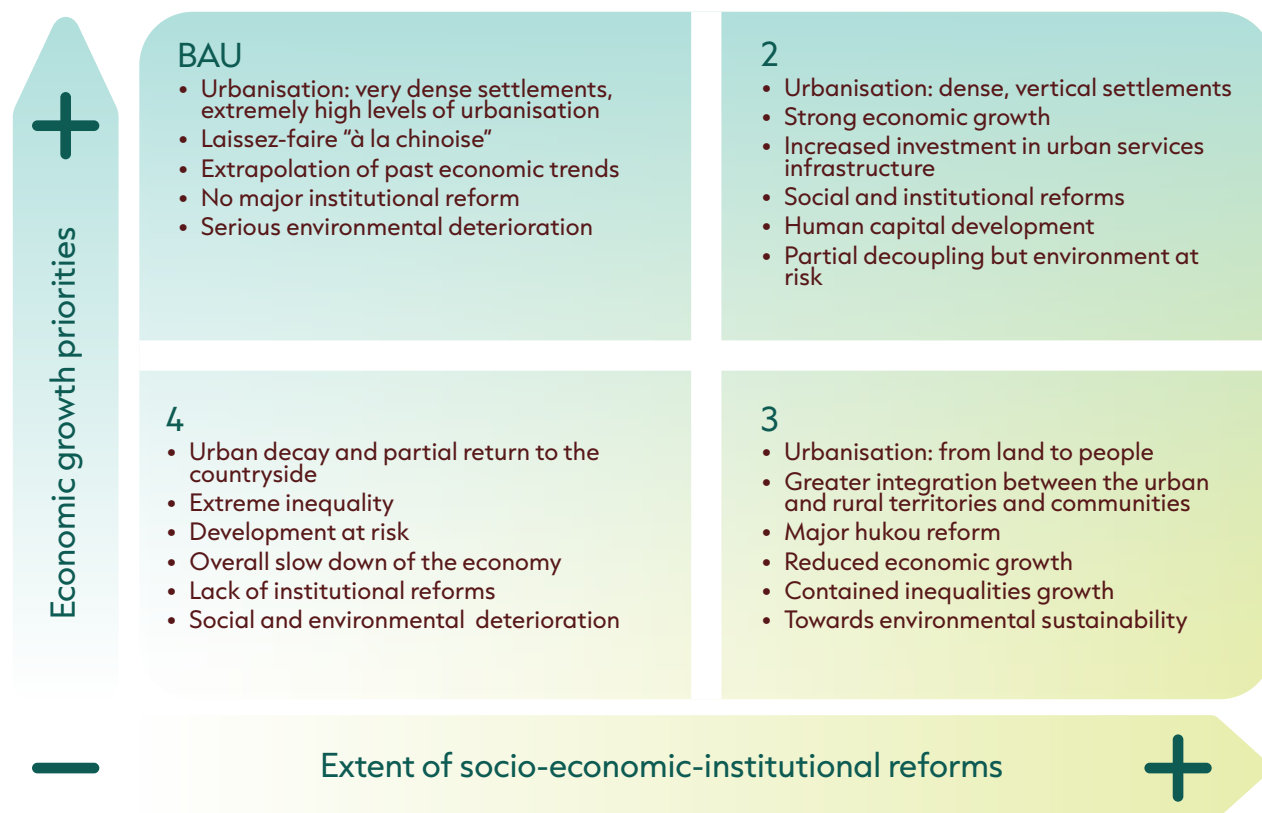 Economic growth priorities
BAU
• Urbanisation: very dense settlements,
extremely high levels of urbanisation
• Laissez-faire “à la chinoise”
• Extrapolation of past economic trends
• No major institutional reform
• Serious environmental deterioration
2
• Urbanisation: dense, vertical settlements
• Strong economic growth
• Increased investment in urban services
infrastructure
• Social and institutional reforms
• Human capital development
• Partial decoupling but environment at
risk
4
• Urban decay and partial return to the
countryside
• Extreme inequality
• Development at risk
• Overall slow down of the economy
• Lack of institutional reforms
• Social and environmental  deterioration
3
• Urbanisation: from land to people
• Greater integration between the urban
and rural territories and communities
• Major hukou reform
• Reduced economic growth
• Contained inequalities growth
• Towards environmental sustainability
Extent of socio-economic-institutional reforms